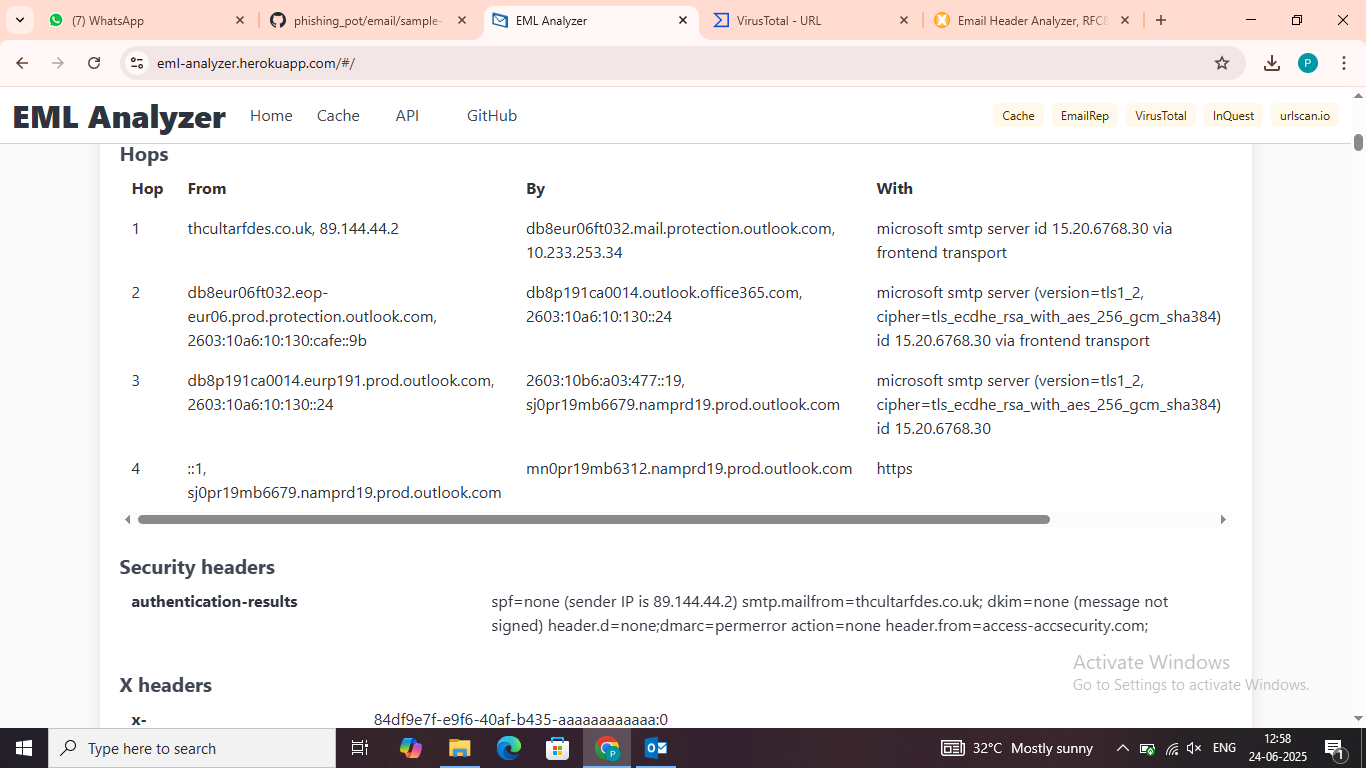 (7) WhatsApp
phishing_pot/email/sample-
EML Analyzer
VirusTotal - URL
Email Header Analyzer, RFC8
eml-analyzer.herokuapp.com/#/
P
EML Analyzer
Home
Cache
API
GitHub
Cache
EmailRep
VirusTotal
InQuest
urlscan.io
Hops
Hop From By With
1 thcultarfdes.co.uk, 89.144.44.2 db8eur06ft032.mail.protection.outlook.com, microsoft smtp server id 15.20.6768.30 via
10.233.253.34 frontend transport
2 db8eur06ft032.eop- db8p191ca0014.outlook.office365.com, microsoft smtp server (version=tls1_2,
eur06.prod.protection.outlook.com, 2603:10a6:10:130::24 cipher=tls_ecdhe_rsa_with_aes_256_gcm_sha384)
2603:10a6:10:130:cafe::9b id 15.20.6768.30 via frontend transport
3 db8p191ca0014.eurp191.prod.outlook.com, 2603:10b6:a03:477::19, microsoft smtp server (version=tls1_2,
2603:10a6:10:130::24 sj0pr19mb6679.namprd19.prod.outlook.com cipher=tls_ecdhe_rsa_with_aes_256_gcm_sha384)
id 15.20.6768.30
4 ::1, mn0pr19mb6312.namprd19.prod.outlook.com https
sj0pr19mb6679.namprd19.prod.outlook.com
Security headers
authentication-results spf=none (sender IP is 89.144.44.2) smtp.mailfrom=thcultarfdes.co.uk; dkim=none (message not
signed) header.d=none;dmarc=permerror action=none header.from=access-accsecurity.com;
Activate Windows
Go to Settings to activate Windows.
X headers
x- 84df9e7f-e9f6-40af-b435-aaaaaaaaaaaa:0
Type here to search
32°C Mostly sunny
ENG
12:58
24-06-2025
1